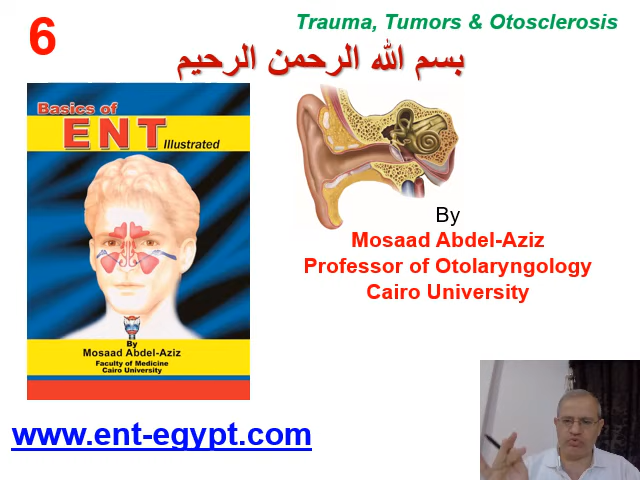 6
Trauma, Tumors & Otosclerosis
بسم الله الرحمن الرحيم
Basics of
ENT Illustrated
By
Mosaad Abdel-Aziz
Faculty of Medicine
Cairo University
By
Mosaad Abdel-Aziz
Professor of Otolaryngology
Cairo University
www.ent-egypt.com